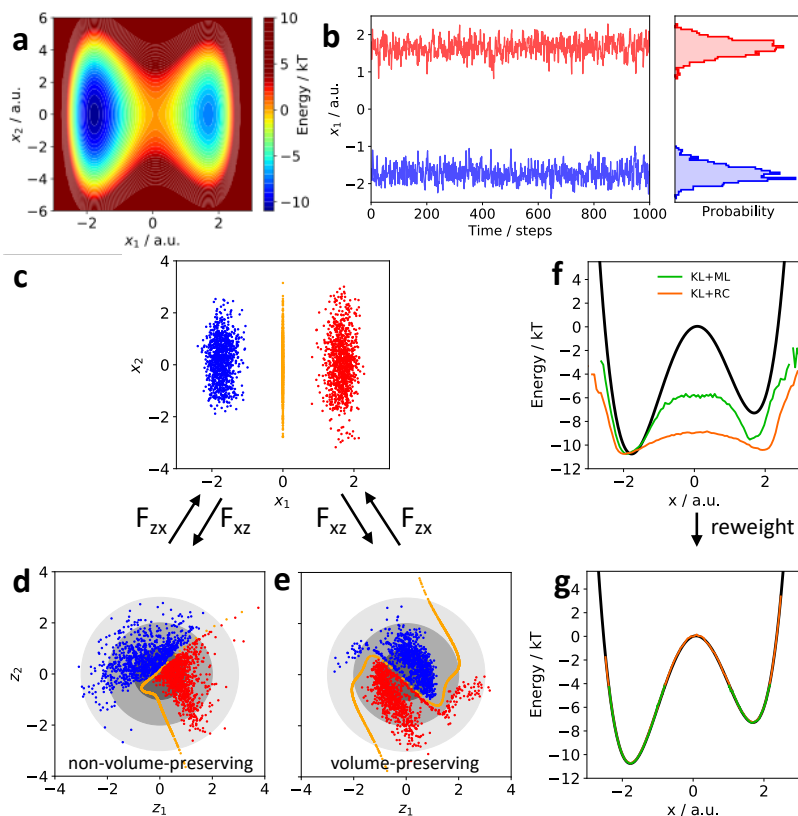 a
6
4
2
0
−2
−4
−6
x2 / a.u.
−2
0
2
x1 / a.u.
10
5
0
−5
−10
Energy / kT
b
2
1
0
−1
−2
x1 / a.u.
0 200 400 600 800 1000
Time / steps
Probability
c
4
2
0
−2
−4
x2
−2 0 2
x1
Fzx
Fxz
Fxz
Fzx
f
KL+ML
KL+RC
4
2
0
−2
−4
−6
−8
−10
−12
Energy / kT
−2 0 2
x / a.u.
reweight
d
4
2
0
−2
−4
z2
non-volume-preserving
−4 −2 0 2 4
z1
e
volume-preserving
−2 0 2 4
z1
g
4
2
0
−2
−4
−6
−8
−10
−12
Energy / kT
−2 0 2
x / a.u.